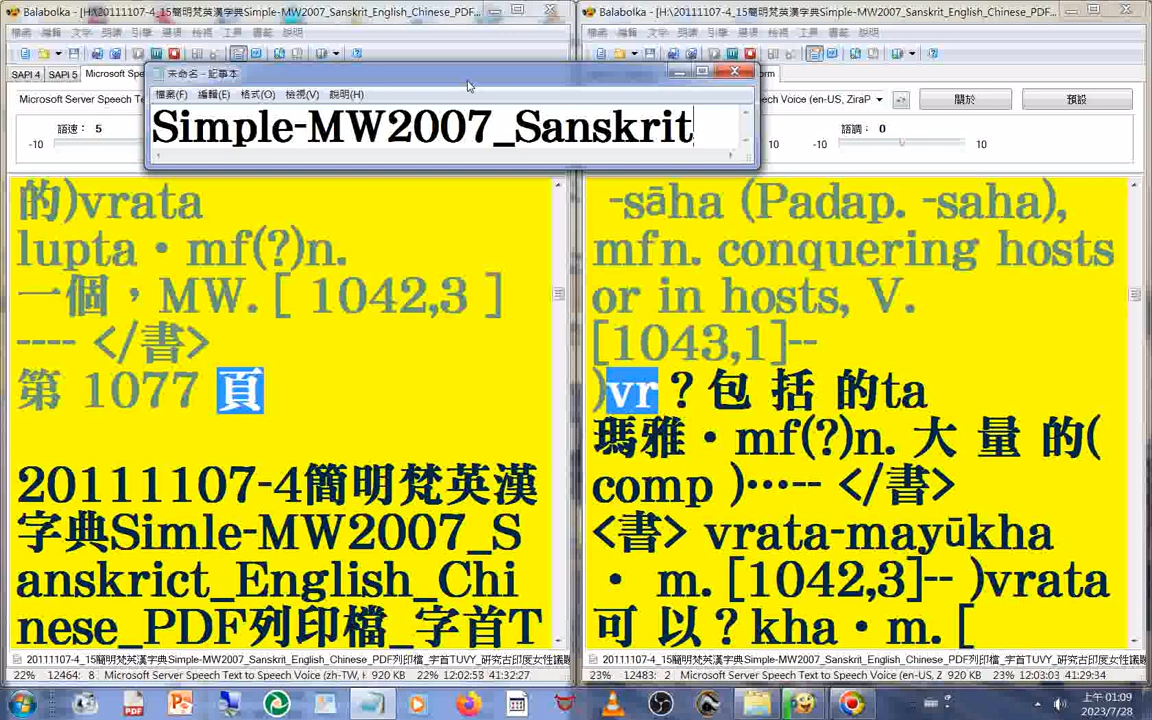 Balabolka - [H:\20111107-4_15簡明梵英漢字典Simple-MW2007_Sanskrit_English_Chinese_PDF...
SAPI 4
SAPI 5
Microsoft Sp
Microsoft Server Speech T
語速： 5
-10
未命名 - 記事本
檔案(F) 編輯(E) 格式(O) 檢視(V) 說明(H)
Simple-MW2007_Sanskrit
的)vrata
lupta・mf(?)n.
一個，MW. [ 1042,3 ]
---- </書>
第 1077 頁
20111107-4簡明梵英漢
字典Simle-MW2007_S
anskrict_English_Chi
nese_PDF列印檔_字首T
20111107-4_15簡明梵英漢字典Simple-MW2007_Sanskrit_English_Chinese_PDF列印檔_字首TUVY_研究古印度女性議題
22% 12464: 8 Microsoft Server Speech Text to Speech Voice (zh-TW, H 920 KB 22% 12:02:53 41:32:27
Balabolka - [H:\20111107-4_15簡明梵英漢字典Simple-MW2007_Sanskrit_English_Chinese_PDF...
ech Voice (en-US, ZiraP
關於
預設
語調： 0
-10
10
-sāha (Padap. -saha),
mfn. conquering hosts
or in hosts, V.
[1043,1]--
)vr ？包 括 的ta
瑪雅・mf(?)n. 大 量 的(
comp )⋯-- </書>
<書> vrata-mayūkha
・ m. [1042,3]-- )vrata
可 以？kha・m. [
20111107-4_15簡明梵英漢字典Simple-MW2007_Sanskrit_English_Chinese_PDF列印檔_字首TUVY_研究古印度女性議題
23% 12483: 2 Microsoft Server Speech Text to Speech Voice (en-US, Z 920 KB 23% 12:03:03 41:29:34
上午 01:09
2023/7/28